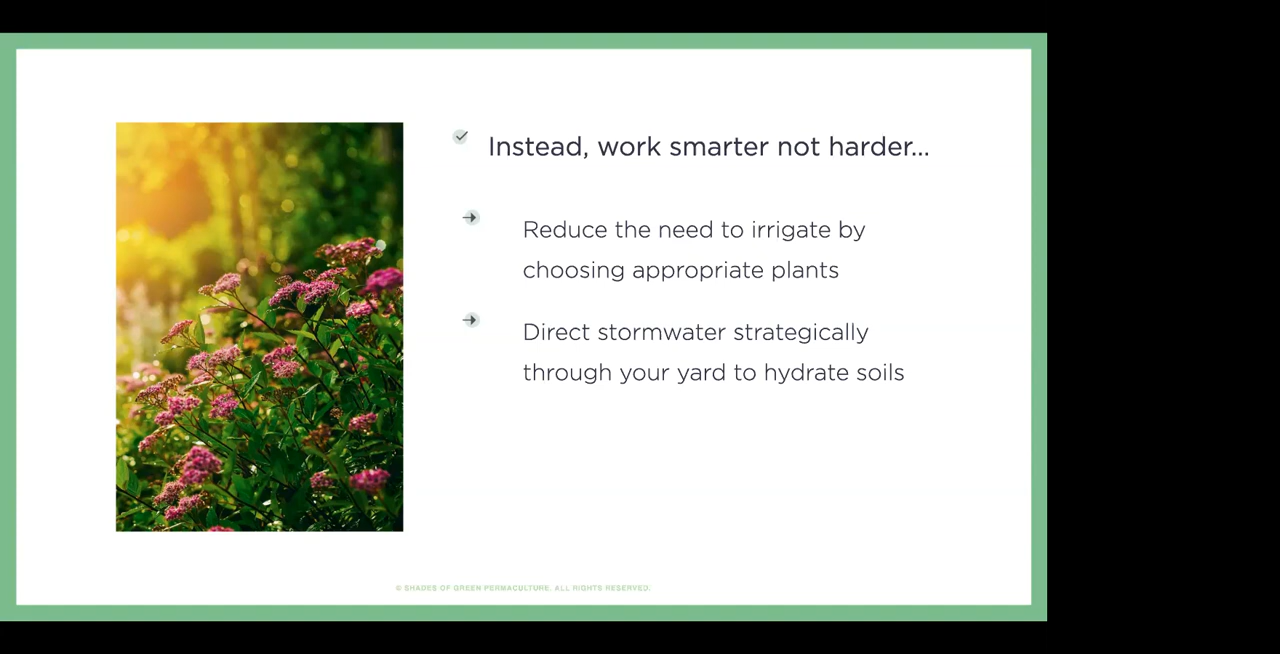 Instead, work smarter not harder...
Reduce the need to irrigate by
choosing appropriate plants
Direct stormwater strategically
through your yard to hydrate soils
© SHADES OF GREEN PERMACULTURE. ALL RIGHTS RESERVED.